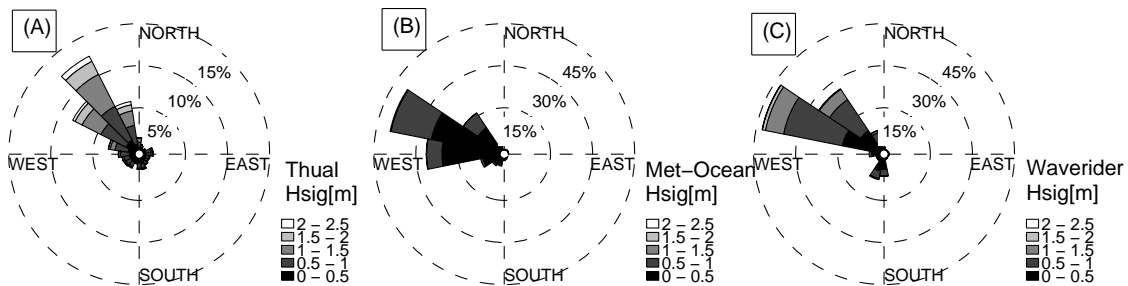 (A)
NORTH
15%
10%
5%
WEST
EAST
SOUTH
Thual
Hsig[m]
2 – 2.5
1.5 – 2
1 – 1.5
0.5 – 1
0 – 0.5
(B)
NORTH
45%
30%
15%
WEST
EAST
SOUTH
Met–Ocean
Hsig[m]
2 – 2.5
1.5 – 2
1 – 1.5
0.5 – 1
0 – 0.5
(C)
NORTH
45%
30%
15%
WEST
EAST
SOUTH
Waverider
Hsig[m]
2 – 2.5
1.5 – 2
1 – 1.5
0.5 – 1
0 – 0.5